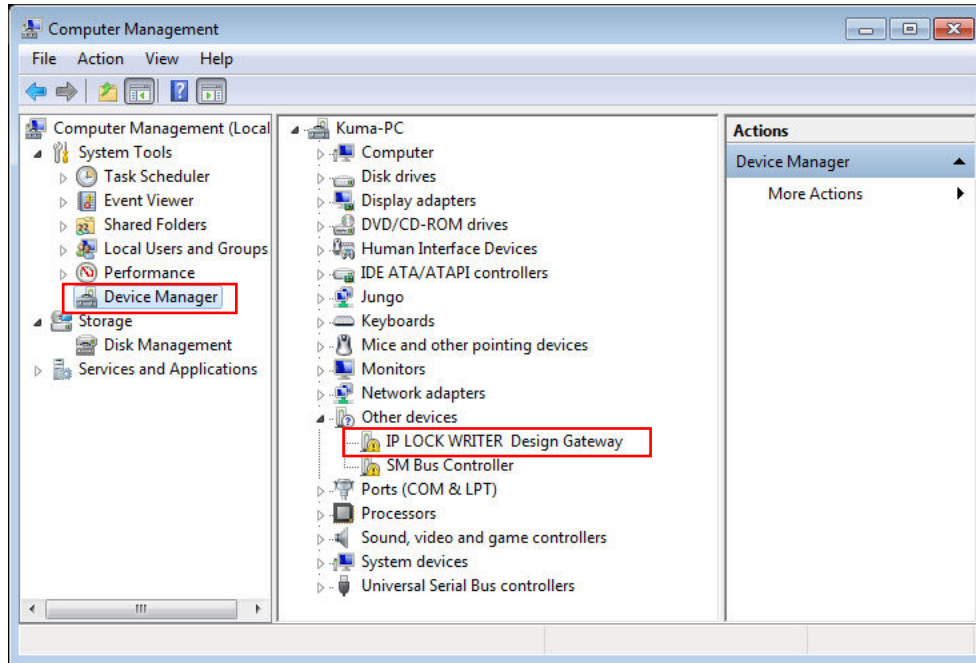 Computer Management
File Action View Help
Computer Management (Local
System Tools
Task Scheduler
Event Viewer
Shared Folders
Local Users and Groups
Performance
Device Manager
Storage
Disk Management
Services and Applications
Kuma-PC
Computer
Disk drives
Display adapters
DVD/CD-ROM drives
Human Interface Devices
IDE ATA/ATAPI controllers
Jungo
Keyboards
Mice and other pointing devices
Monitors
Network adapters
Other devices
IP LOCK WRITER Design Gateway
SM Bus Controller
Ports (COM & LPT)
Processors
Sound, video and game controllers
System devices
Universal Serial Bus controllers
Actions
Device Manager
More Actions